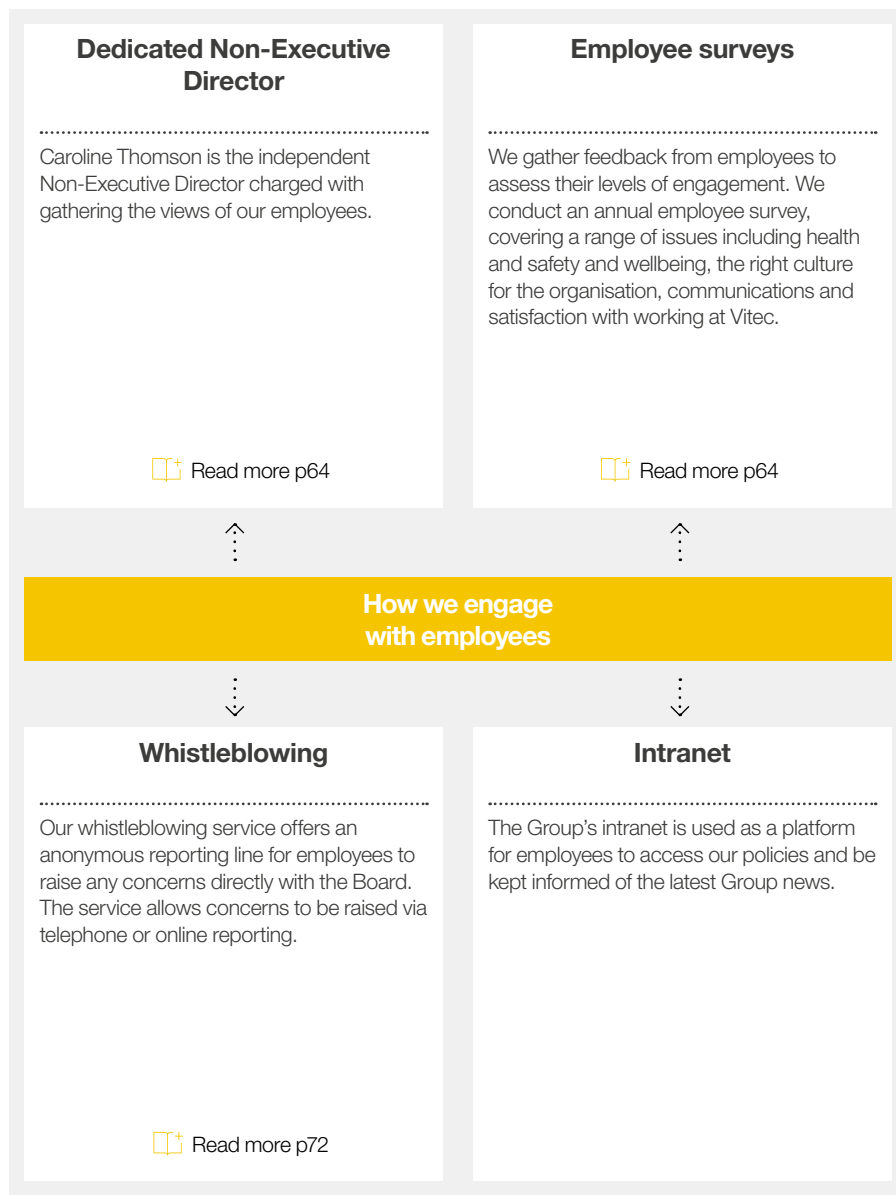 Dedicated Non-Executive
Director
Caroline Thomson is the independent
Non-Executive Director charged with
gathering the views of our employees.
Read more p64
Employee surveys
We gather feedback from employees to
assess their levels of engagement. We
conduct an annual employee survey,
covering a range of issues including health
and safety and wellbeing, the right culture
for the organisation, communications and
satisfaction with working at Vitec.
Read more p64
How we engage
with employees
Whistleblowing
Our whistleblowing service offers an
anonymous reporting line for employees to
raise any concerns directly with the Board.
The service allows concerns to be raised via
telephone or online reporting.
Read more p72
Intranet
The Group’s intranet is used as a platform
for employees to access our policies and be
kept informed of the latest Group news.